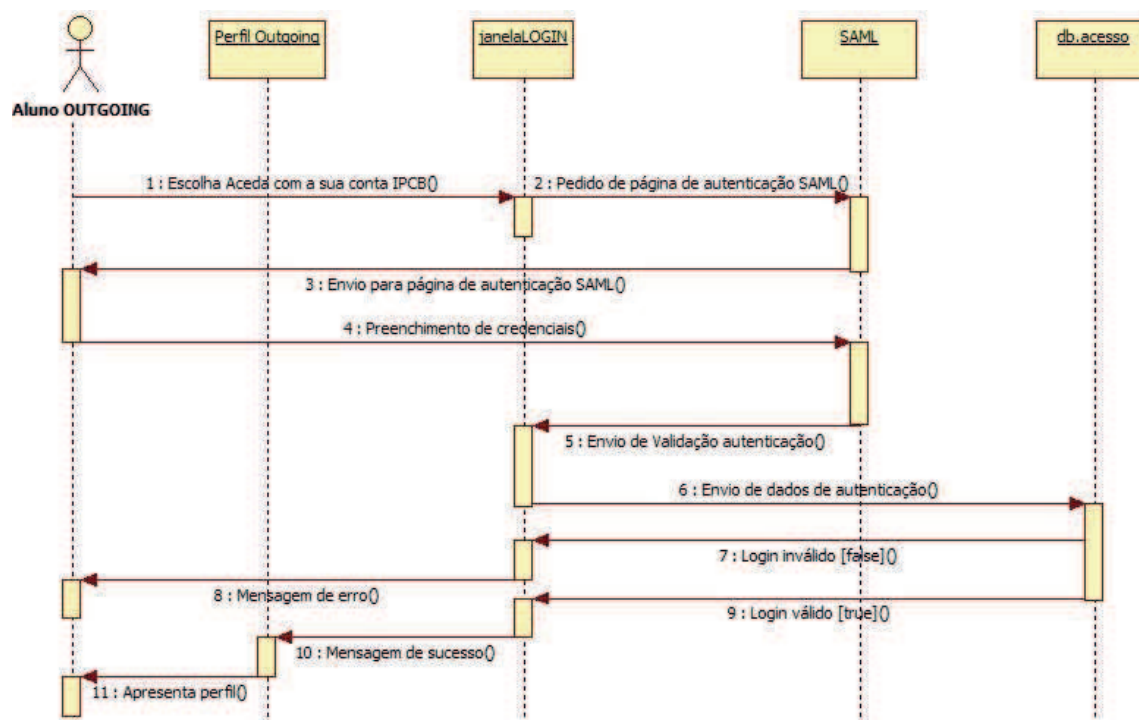 Perfil Outgoing
janelaLOGIN
SAML
db.acesso
Aluno OUTGOING
1 : Escolha Aceda com a sua conta IPCB()
2 : Pedido de página de autenticação SAML()
3 : Envio para página de autenticação SAML()
4 : Preenchimento de credenciais()
5 : Envio de Validação autenticação()
6 : Envio de dados de autenticação()
7 : Login inválido [false]()
8 : Mensagem de erro()
9 : Login válido [true]()
10 : Mensagem de sucesso()
11 : Apresenta perfil()